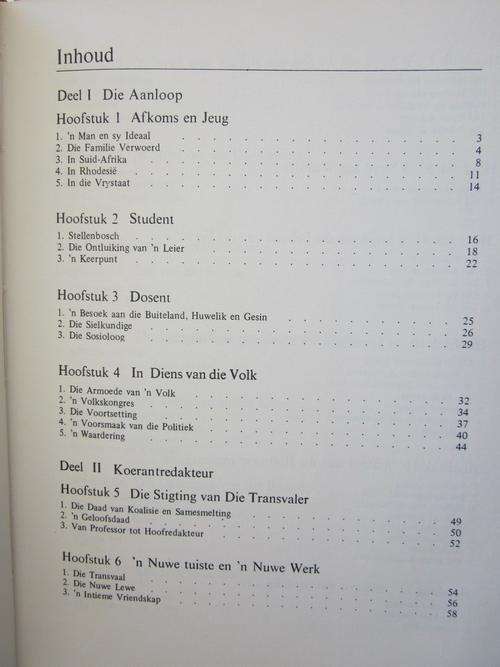 Inhoud
Deel I Die Aanloop
Hoofstuk 1 Afkoms en Jeug
1. 'n Man en sy Ideaal . . . . . . . . . . . . 3
2. Die Familie Verwoerd . . . . . . . . . . . . 4
3. In Suid-Afrika . . . . . . . . . . . . 8
4. In Rhodesië . . . . . . . . . . . . 11
5. In die Vrystaat . . . . . . . . . . . . 14
Hoofstuk 2 Student
1. Stellenbosch . . . . . . . . . . . . 16
2. Die Ontluiking van 'n Leier . . . . . . . . . . . . 18
3. 'n Keerpunt . . . . . . . . . . . . 22
Hoofstuk 3 Dosent
1. 'n Besoek aan die Buiteland, Huwelik en Gesin . . . . . . . . 25
2. Die Sielkundige . . . . . . . . . . . . 26
3. Die Sosioloog . . . . . . . . . . . . 29
Hoofstuk 4 In Diens van die Volk
1. Die Armoede van 'n Volk . . . . . . . . . . . . 32
2. 'n Volkskongres . . . . . . . . . . . . 34
3. Die Voortsetting . . . . . . . . . . . . 37
4. 'n Voorsmaak van die Politiek . . . . . . . . . . . . 40
5. 'n Waardering . . . . . . . . . . . . 44
Deel II Koerantredakteur
Hoofstuk 5 Die Stigting van Die Transvaler
1. Die Daad van Koalisie en Samesmelting . . . . . . . . . . 49
2. 'n Geloofsdaad . . . . . . . . . . . . 50
3. Van Professor tot Hoofredakteur . . . . . . . . . . . . 52
Hoofstuk 6 'n Nuwe tuiste en 'n Nuwe Werk
1. Die Transvaal . . . . . . . . . . . . 54
2. Die Nuwe Lewe . . . . . . . . . . . . 56
3. 'n Intieme Vriendskap . . . . . . . . . . . . 58